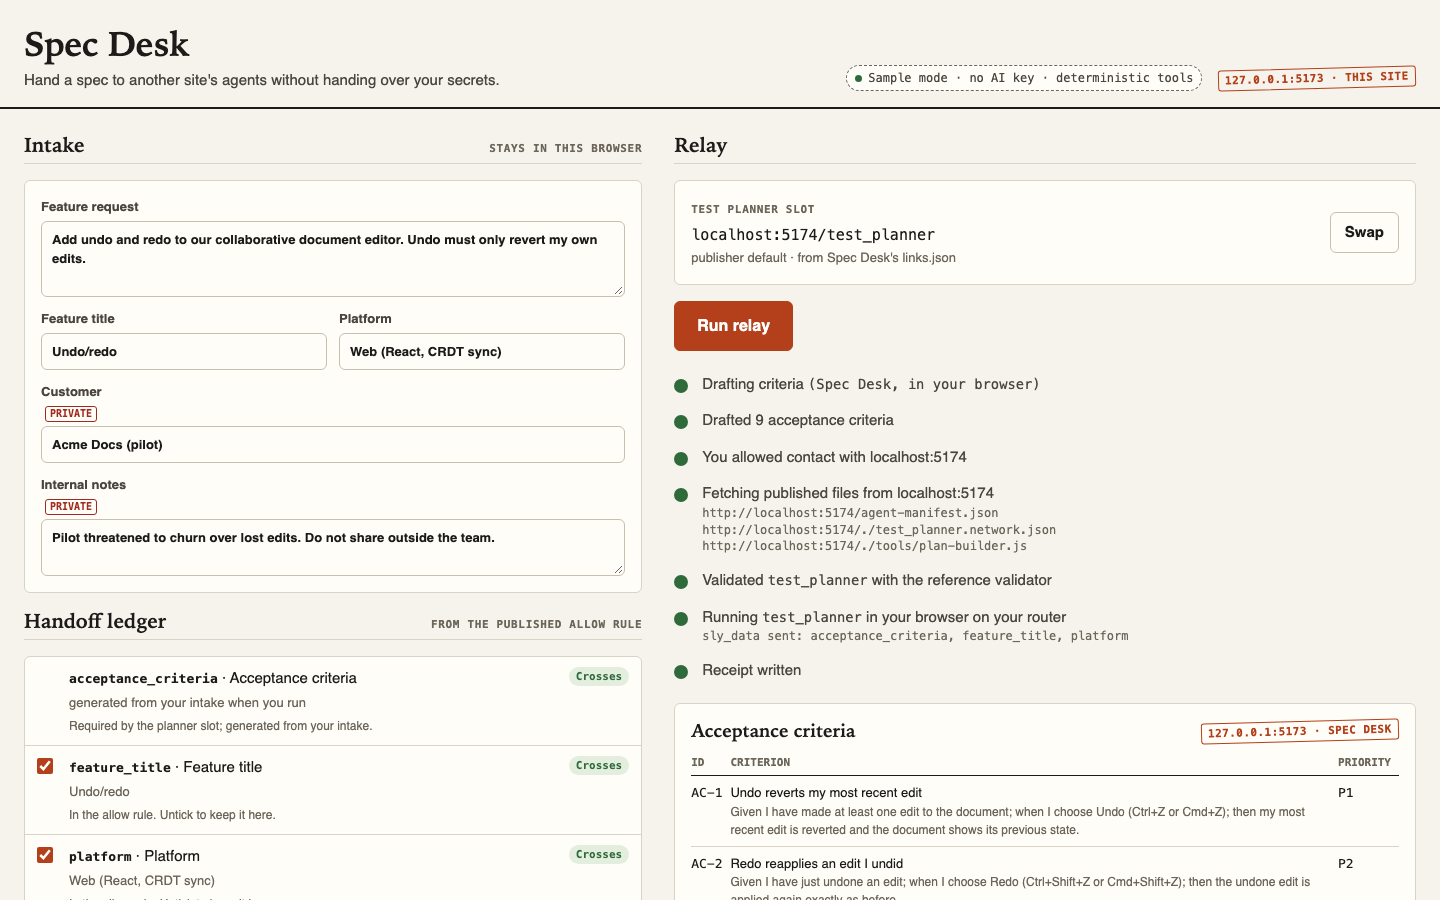 Spec Desk
Hand a spec to another site's agents without handing over your secrets.
Sample mode · no AI key · deterministic tools
127.0.0.1:5173 · THIS SITE
Intake
STAYS IN THIS BROWSER
Feature request
Add undo and redo to our collaborative document editor. Undo must only revert my own
edits.
Feature title
Platform
Undo/redo
Web (React, CRDT sync)
Customer
PRIVATE
Acme Docs (pilot)
Internal notes
PRIVATE
Pilot threatened to churn over lost edits. Do not share outside the team.
Handoff ledger
FROM THE PUBLISHED ALLOW RULE
acceptance_criteria · Acceptance criteria
Crosses
generated from your intake when you run
Required by the planner slot; generated from your intake.
feature_title · Feature title
Crosses
Undo/redo
In the allow rule. Untick to keep it here.
platform · Platform
Crosses
Web (React, CRDT sync)
Relay
TEST PLANNER SLOT
localhost:5174/test_planner
publisher default · from Spec Desk's links.json
Swap
Run relay
Drafting criteria (Spec Desk, in your browser)
Drafted 9 acceptance criteria
You allowed contact with localhost:5174
Fetching published files from localhost:5174
http://localhost:5174/agent-manifest.json
http://localhost:5174/./test_planner.network.json
http://localhost:5174/./tools/plan-builder.js
Validated test_planner with the reference validator
Running test_planner in your browser on your router
sly_data sent: acceptance_criteria, feature_title, platform
Receipt written
Acceptance criteria
127.0.0.1:5173 · SPEC DESK
ID CRITERION PRIORITY
AC-1 Undo reverts my most recent edit P1
Given I have made at least one edit to the document; when I choose Undo (Ctrl+Z or Cmd+Z); then my most
recent edit is reverted and the document shows its previous state.
AC-2 Redo reapplies an edit I undid P2
Given I have just undone an edit; when I choose Redo (Ctrl+Shift+Z or Cmd+Shift+Z); then the undone edit is
applied again exactly as before.